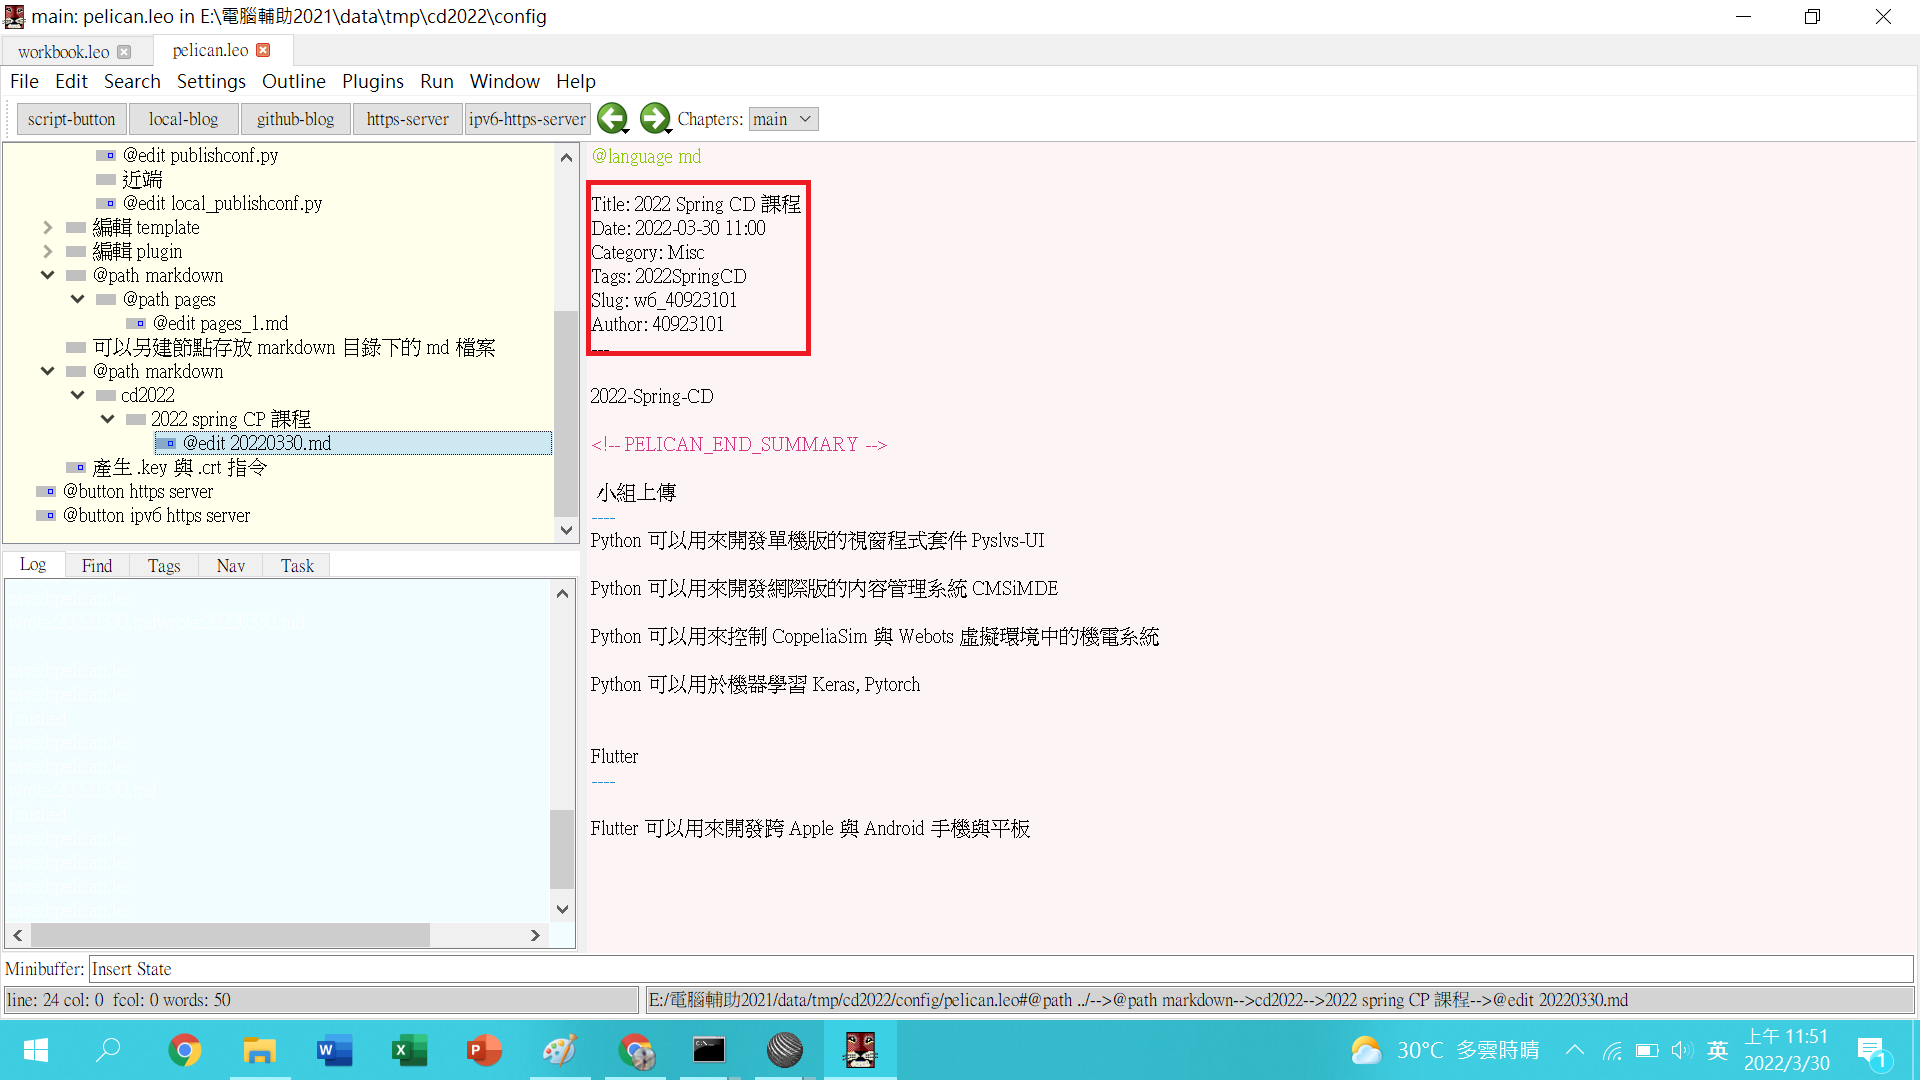 main: pelican.leo in E:\電腦輔助2021\data\tmp\cd2022\config
workbook.leo
pelican.leo
File Edit Search Settings Outline Plugins Run Window Help
script-button local-blog github-blog https-server ipv6-https-server Chapters: main
@edit publishconf.py
近端
@edit local_publishconf.py
編輯 template
編輯 plugin
@path markdown
@path pages
@edit pages_1.md
可以另建節點存放 markdown 目錄下的 md 檔案
@path markdown
cd2022
2022 spring CP 課程
@edit 20220330.md
產生 .key 與 .crt 指令
@button https server
@button ipv6 https server
Log Find Tags Nav Task
@language md
Title: 2022 Spring CD 課程
Date: 2022-03-30 11:00
Category: Misc
Tags: 2022SpringCD
Slug: w6_40923101
Author: 40923101
---
2022-Spring-CD
<!-- PELICAN_END_SUMMARY -->
小組上傳
----
Python 可以用來開發單機版的視窗程式套件 Pyslvs-UI
Python 可以用來開發網際版的內容管理系統 CMSiMDE
Python 可以用來控制 CoppeliaSim 與 Webots 虛擬環境中的機電系統
Python 可以用於機器學習 Keras, Pytorch
Flutter
----
Flutter 可以用來開發跨 Apple 與 Android 手機與平板
Minibuffer: Insert State
line: 24 col: 0 fcol: 0 words: 50
E:/電腦輔助2021/data/tmp/cd2022/config/pelican.leo#@path ../-->@path markdown-->cd2022-->2022 spring CP 課程-->@edit 20220330.md
30°C 多雲時晴
英
上午 11:51
2022/3/30
1